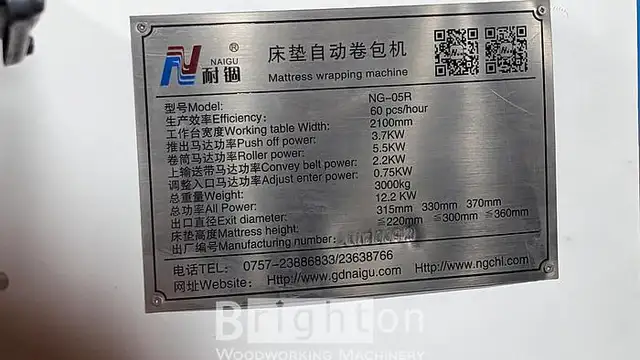 ® 
NAIGU
耐锢
床垫自动卷包机
Mattress wrapping machine
型号Model: NG-05R
生产效率Efficiency: 60 pcs/hour
工作台宽度Working table Width: 2100mm
推出马达功率Push off power: 3.7KW
卷筒马达功率Roller power: 5.5KW
上输送带马达功率Convey belt power: 2.2KW
调整入口马达功率Adjust enter power: 0.75KW
总重量Weight: 3000kg
总功率All Power: 12.2 KW
出口直径Exit diameter: 315mm 330mm 370mm
床垫高度Mattress height: ≦220mm ≦300mm ≦360mm
出厂编号Manufacturing number:
电话TEL: 0757-23886833/23638766
网址Website: Http://www.gdnaigu.com Http://www.ngchl.com
Brighton
WOODWORKING MACHINERY